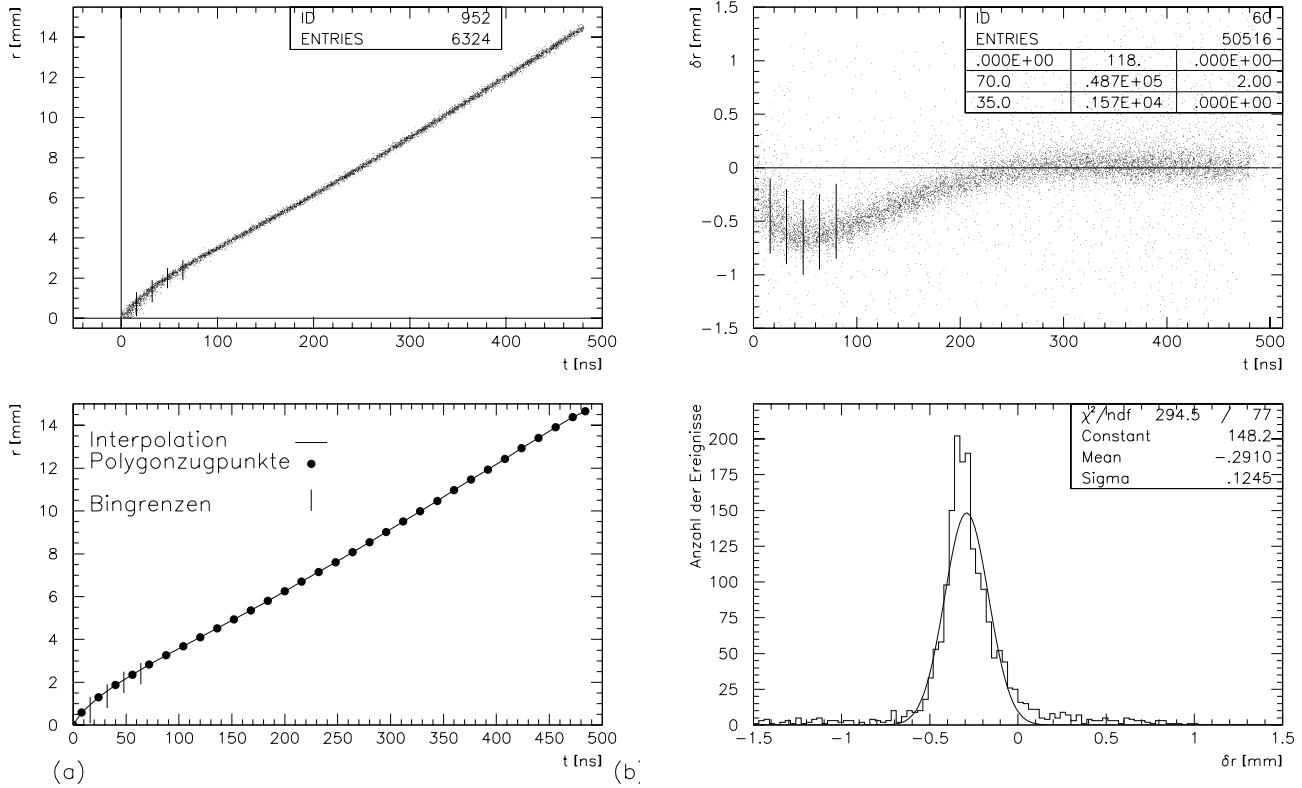 r [mm]
ID 952
ENTRIES 6324
14
12
10
8
6
4
2
0
0 100 200 300 400 500
t [ns]
δr [mm]
ID 60
ENTRIES 50516
.000E+00 118. .000E+00
70.0 .487E+05 2.00
35.0 .157E+04 .000E+00
1.5
1
0.5
0
−0.5
−1
−1.5
0 100 200 300 400 500
t [ns]
r [mm]
Interpolation
Polygonzugpunkte
Bingrenzen
14
12
10
8
6
4
2
0
0 50 100 150 200 250 300 350 400 450 500
t [ns]
(a)
Anzahl der Ereignisse
χ²/ndf 294.5 / 77
Constant 148.2
Mean −.2910
Sigma .1245
200
175
150
125
100
75
50
25
0
−1.5 −1 −0.5 0 0.5 1 1.5
δr [mm]
(b)